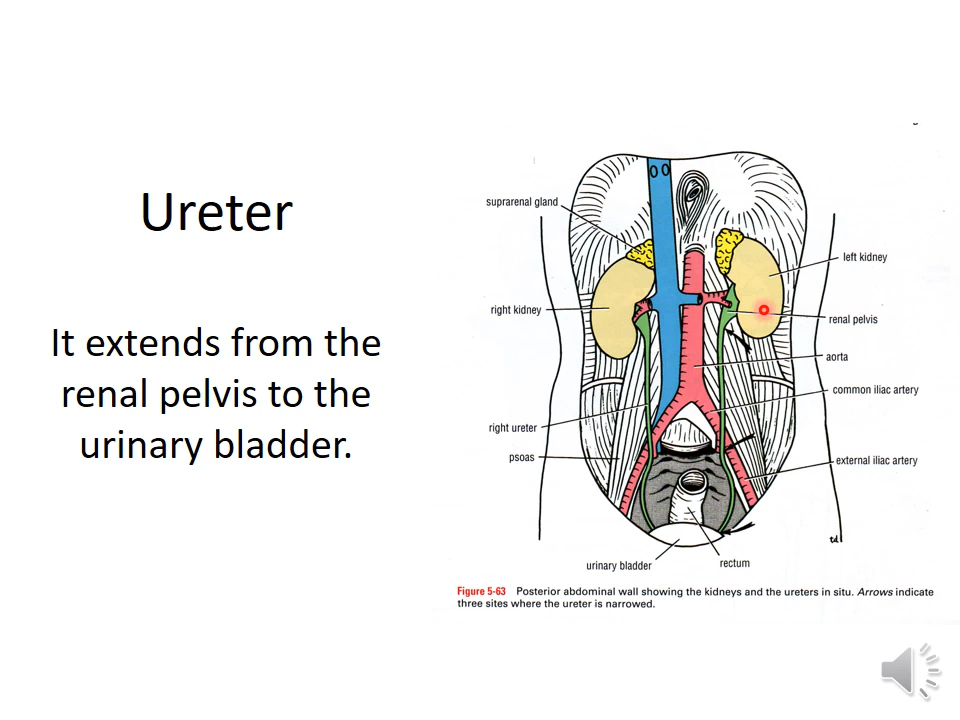 Ureter
It extends from the
renal pelvis to the
urinary bladder.
suprarenal gland
left kidney
right kidney
renal pelvis
aorta
common iliac artery
right ureter
psoas
external iliac artery
urinary bladder
rectum
td
Figure 5-63 Posterior abdominal wall showing the kidneys and the ureters in situ. Arrows indicate
three sites where the ureter is narrowed.